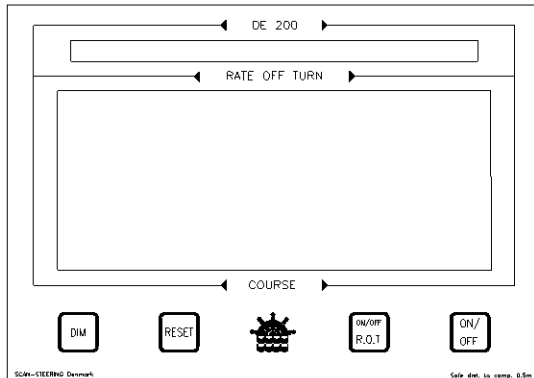 DE 200
RATE OFF TURN
COURSE
DIM
RESET
ON/OFF
R.O.T
ON/
OFF
SCAN-STEERING Denmark
Safe dist. to comp. 0.5m